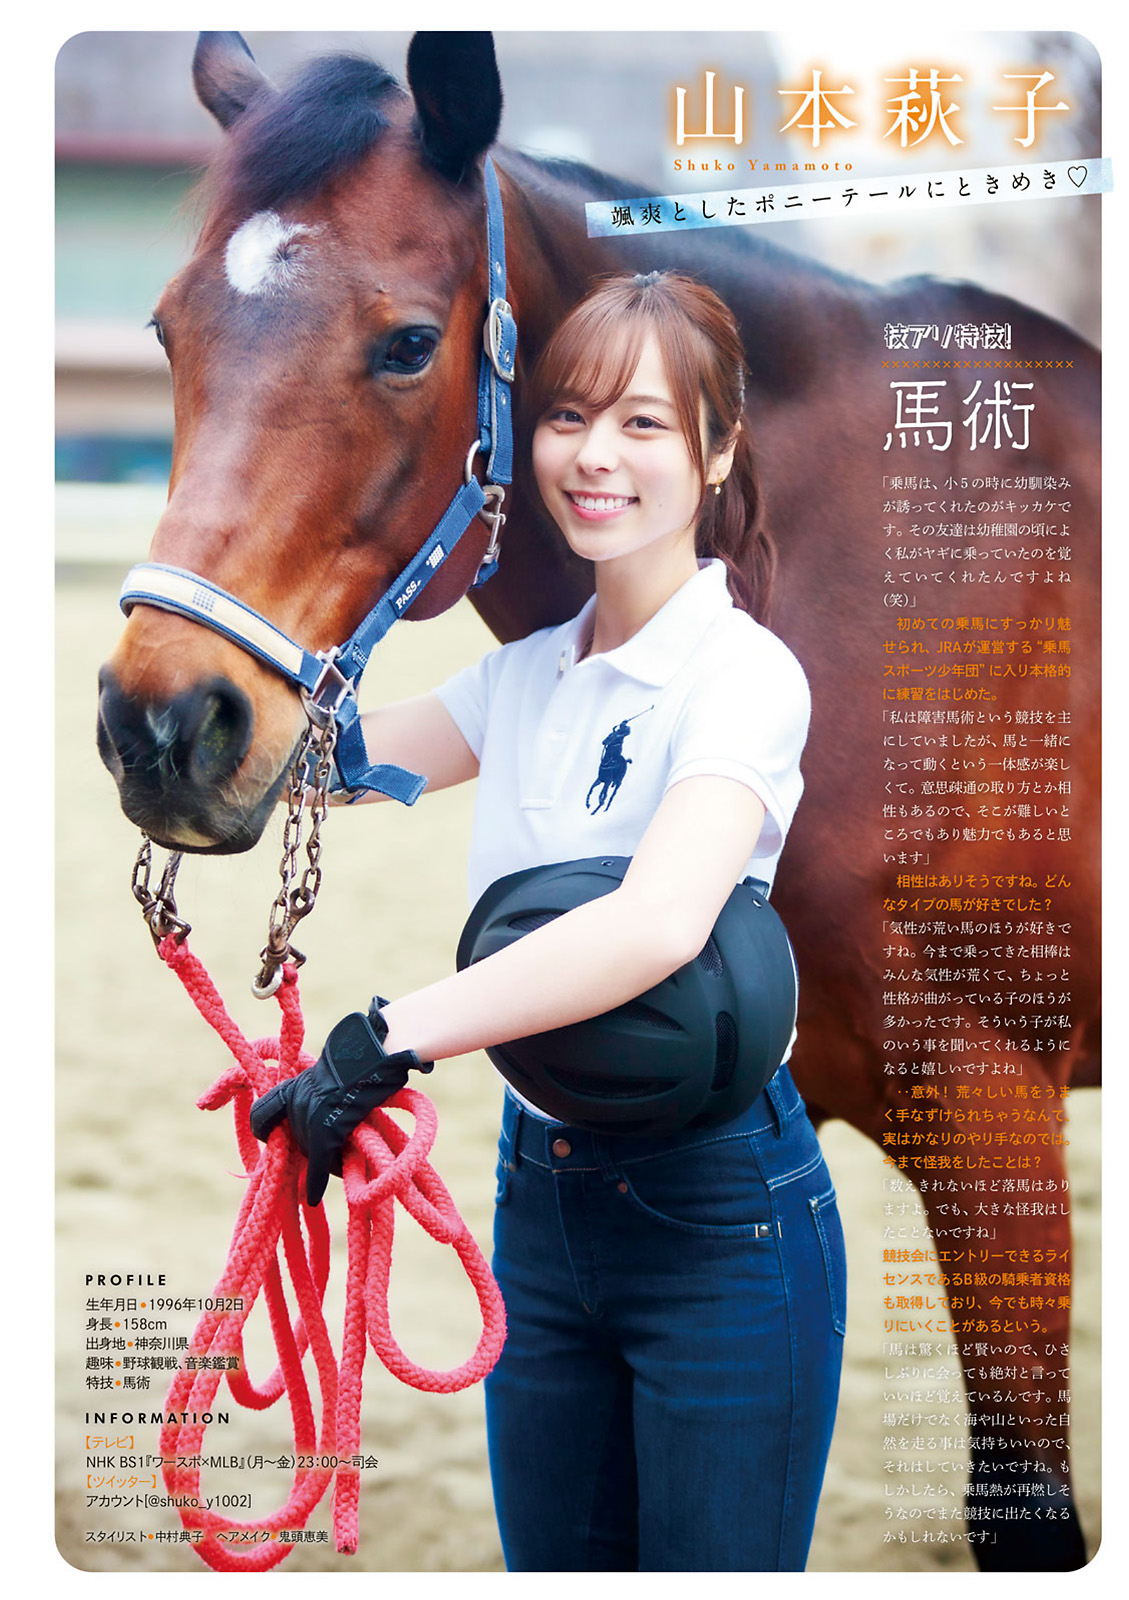 山本萩子
Shuko Yamamoto
颯爽としたポニーテールにときめき♡
技アリ特技!
馬術
「乗馬は、小5の時に幼馴染み
が誘ってくれたのがキッカケで
す。その友達は幼稚園の頃によ
く私がヤギに乗っていたのを覚
えていてくれたんですよね
(笑)」
初めての乗馬にすっかり魅
せられ、JRAが運営する“乗馬
スポーツ少年団”に入り本格的
に練習をはじめた。
「私は障害馬術という競技を主
にしていましたが、馬と一緒に
なって動くという一体感が楽し
くて。意思疎通の取り方とか相
性もあるので、そこが難しいと
ころでもあり魅力でもあると思
います」
相性はありそうですね。どん
なタイプの馬が好きでした？
「気性が荒い馬のほうが好きで
すね。今まで乗ってきた相棒は
みんな気性が荒くて、ちょっと
性格が曲がっている子のほうが
多かったです。そういう子が私
のいう事を聞いてくれるように
なると嬉しいですよね」
‥意外！ 荒々しい馬をうま
く手なずけられちゃうなんて、
実はかなりのやり手なのでは。
今まで怪我をしたことは？
「数えきれないほど落馬はあり
ますよ。でも、大きな怪我はし
たことないですね」
競技会にエントリーできるライ
センスであるB級の騎乗者資格
も取得しており、今でも時々乗
りにいくことがあるという。
「馬は驚くほど賢いので、ひさ
しぶりに会っても絶対と言って
いいほど覚えているんです。馬
場だけでなく海や山といった自
然を走る事は気持ちいいので、
それはしていきたいですね。も
しかしたら、乗馬熱が再燃しそ
うなのでまた競技に出たくなる
かもしれないです」
PASS.
PROFILE
生年月日●1996年10月2日
身長●158cm
出身地●神奈川県
趣味●野球観戦、音楽鑑賞
特技●馬術
INFORMATION
【テレビ】
NHK BS1『ワースポ×MLB』(月〜金)23:00〜司会
【ツイッター】
アカウント[@shuko_y1002]
スタイリスト●中村典子　ヘアメイク●鬼頭恵美